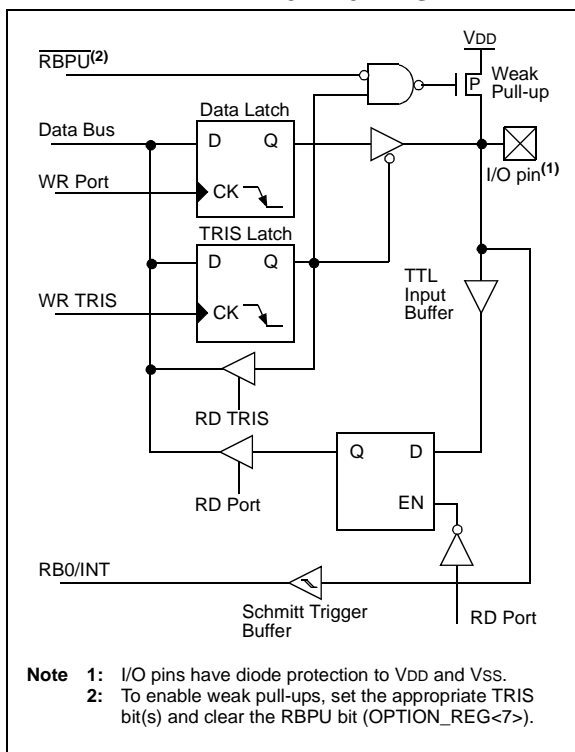 VDD
RBPU(2)
P
Weak
Pull-up
Data Latch
Data Bus
D Q
I/O pin(1)
WR Port
CK
TRIS Latch
D Q
TTL
Input
Buffer
WR TRIS
CK
RD TRIS
Q D
RD Port
EN
RB0/INT
Schmitt Trigger
Buffer
RD Port
Note 1: I/O pins have diode protection to VDD and VSS.
2: To enable weak pull-ups, set the appropriate TRIS
bit(s) and clear the RBPU bit (OPTION_REG<7>).